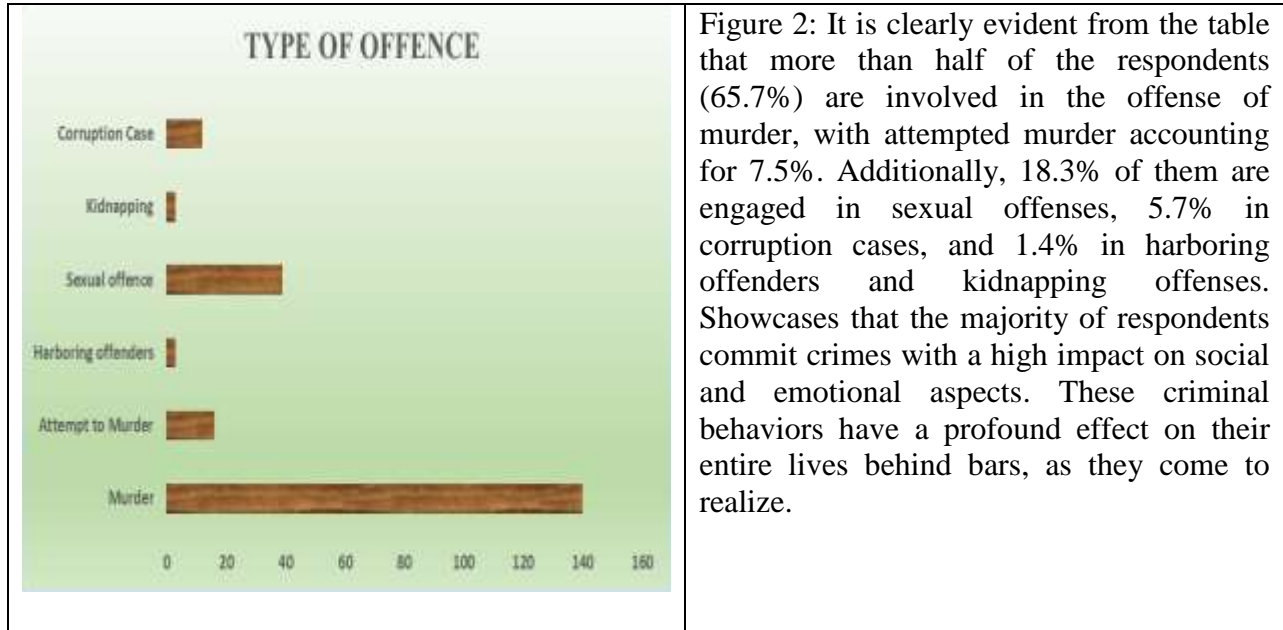 TYPE OF OFFENCE
Corruption Case
Kidnapping
Sexual offence
Harboring offenders
Attempt to Murder
Murder
0 20 40 60 80 100 120 140 160
Figure 2: It is clearly evident from the table
that more than half of the respondents
(65.7%) are involved in the offense of
murder, with attempted murder accounting
for 7.5%. Additionally, 18.3% of them are
engaged in sexual offenses, 5.7% in
corruption cases, and 1.4% in harboring
offenders and kidnapping offenses.
Showcases that the majority of respondents
commit crimes with a high impact on social
and emotional aspects. These criminal
behaviors have a profound effect on their
entire lives behind bars, as they come to
realize.